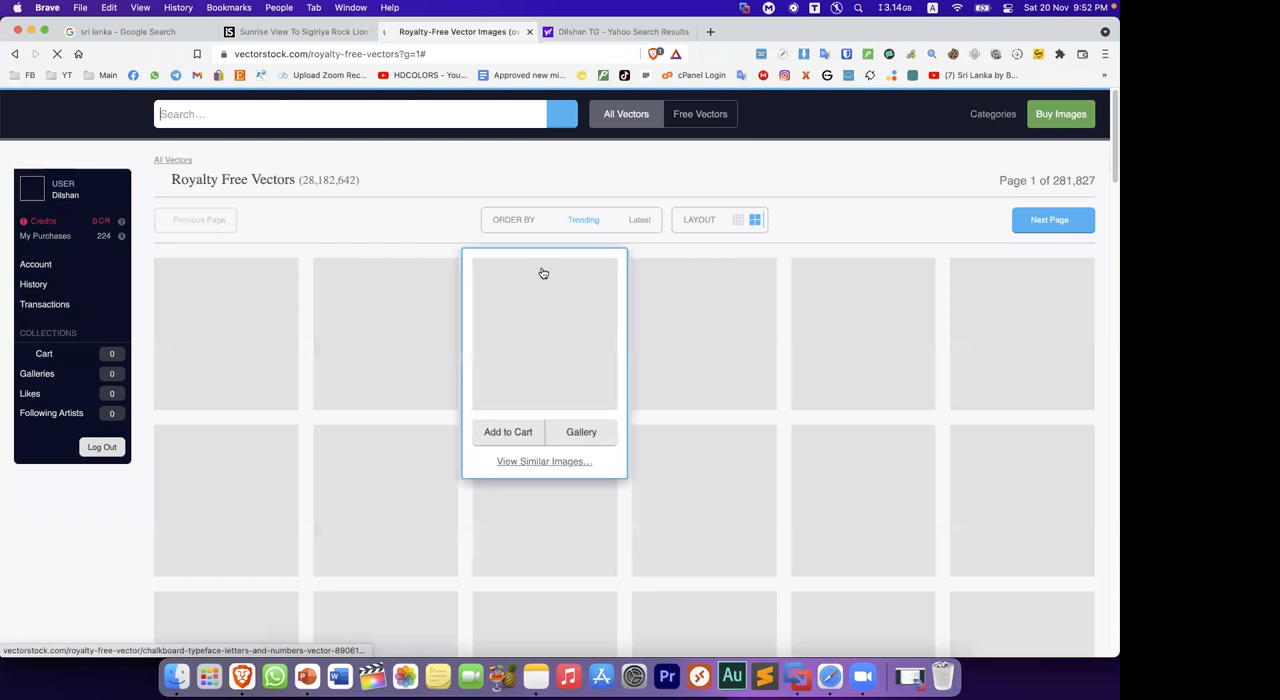 Brave File Edit View History Bookmarks People Tab Window Help
3.14GB A Sat 20 Nov 9:52 PM
sri lanka - Google Search
Sunrise View To Sigiriya Rock Lion
Royalty-Free Vector Images (ov
Dilshan TG - Yahoo Search Results
vectorstock.com/royalty-free-vectors?g=1#
FB YT Main Upload Zoom Rec... HDCOLORS - You... Approved new mi... cPanel Login (7) Sri Lanka by B...
Search...
All Vectors Free Vectors
Categories Buy Images
All Vectors
Royalty Free Vectors (28,182,642)
Page 1 of 281,827
Previous Page
ORDER BY Trending Latest
LAYOUT
Next Page
USER
Dilshan
Credits 0 CR
My Purchases 224
Account
History
Transactions
COLLECTIONS
Cart 0
Galleries 0
Likes 0
Following Artists 0
Log Out
Add to Cart Gallery
View Similar Images...
vectorstock.com/royalty-free-vector/chalkboard-typeface-letters-and-numbers-vector-89061...
Pr Au